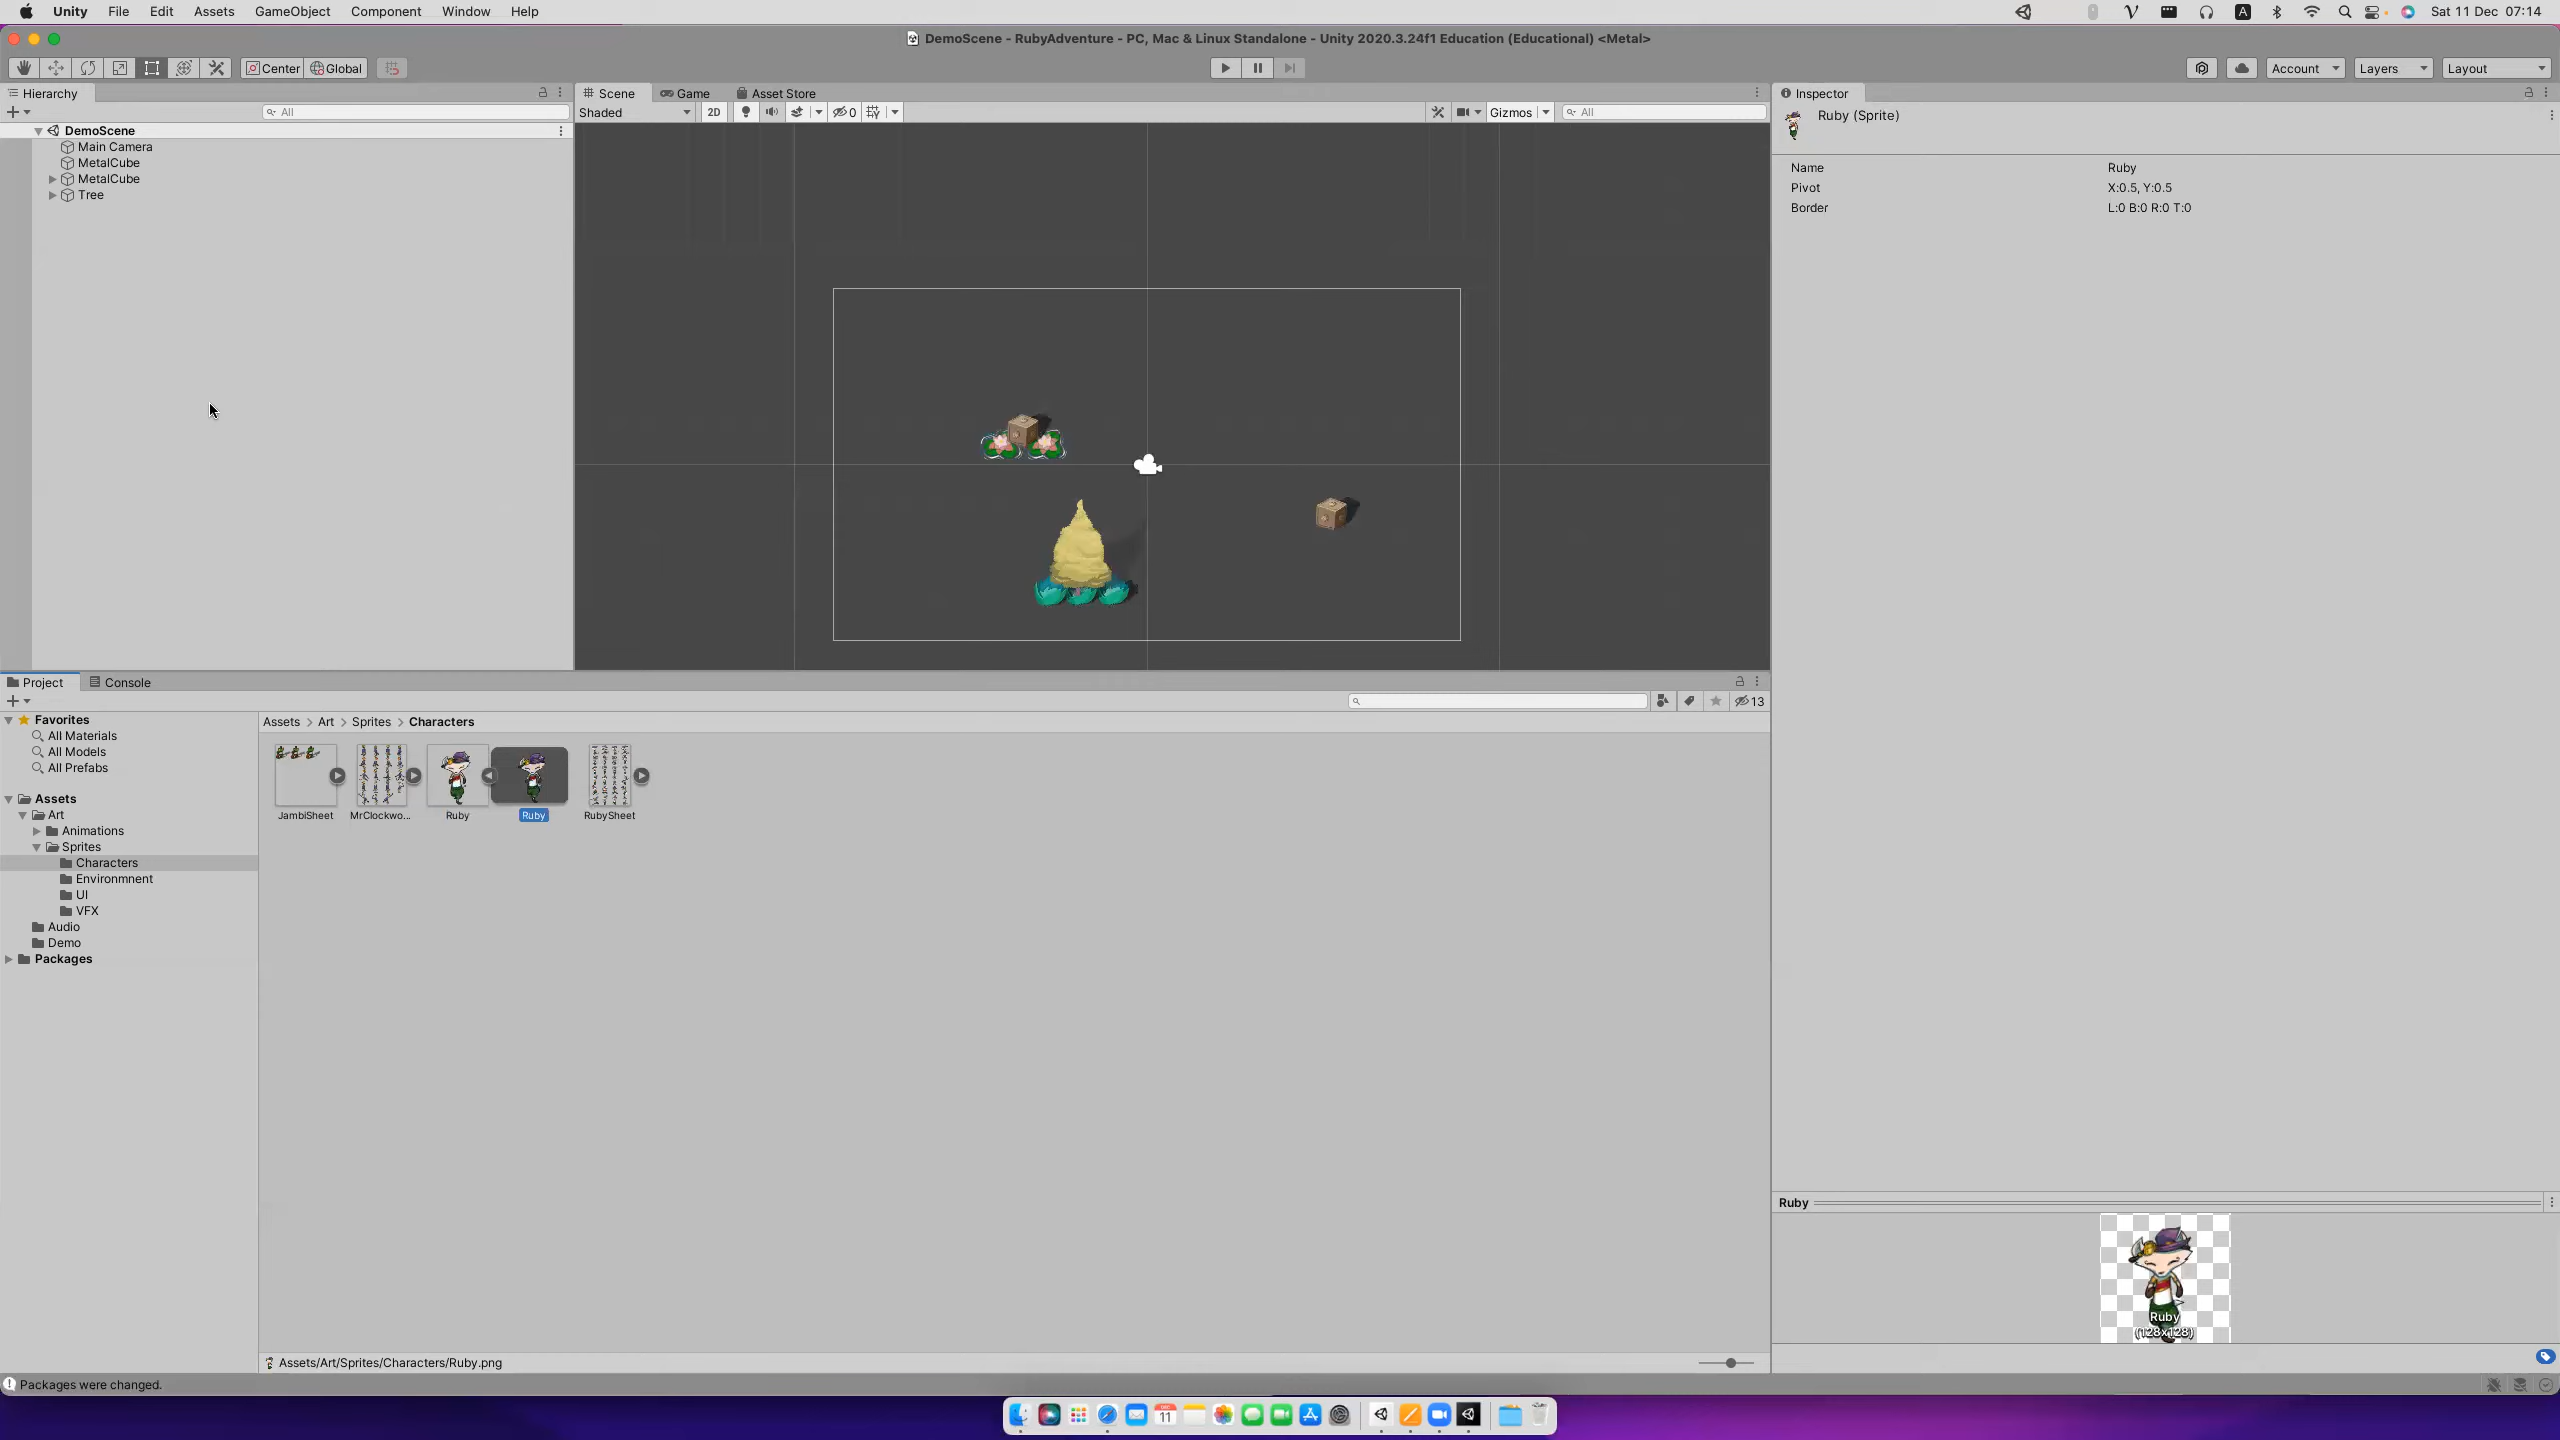 Unity File Edit Assets GameObject Component Window Help
A Sat 11 Dec 07:14
DemoScene - RubyAdventure - PC, Mac & Linux Standalone - Unity 2020.3.24f1 Education (Educational) <Metal>
Center Global Account Layers Layout
Hierarchy
All
DemoScene
Main Camera
MetalCube
MetalCube
Tree
Scene Game Asset Store
Shaded 2D 0 Gizmos All
Inspector
Ruby (Sprite)
Name Ruby
Pivot X:0.5, Y:0.5
Border L:0 B:0 R:0 T:0
Project Console
13
Favorites
All Materials
All Models
All Prefabs
Assets
Art
Animations
Sprites
Characters
Environmnent
UI
VFX
Audio
Demo
Packages
Assets > Art > Sprites > Characters
JambiSheet MrClockwo... Ruby Ruby RubySheet
Assets/Art/Sprites/Characters/Ruby.png
Ruby
Ruby
(128x128)
Packages were changed.
DEC
11